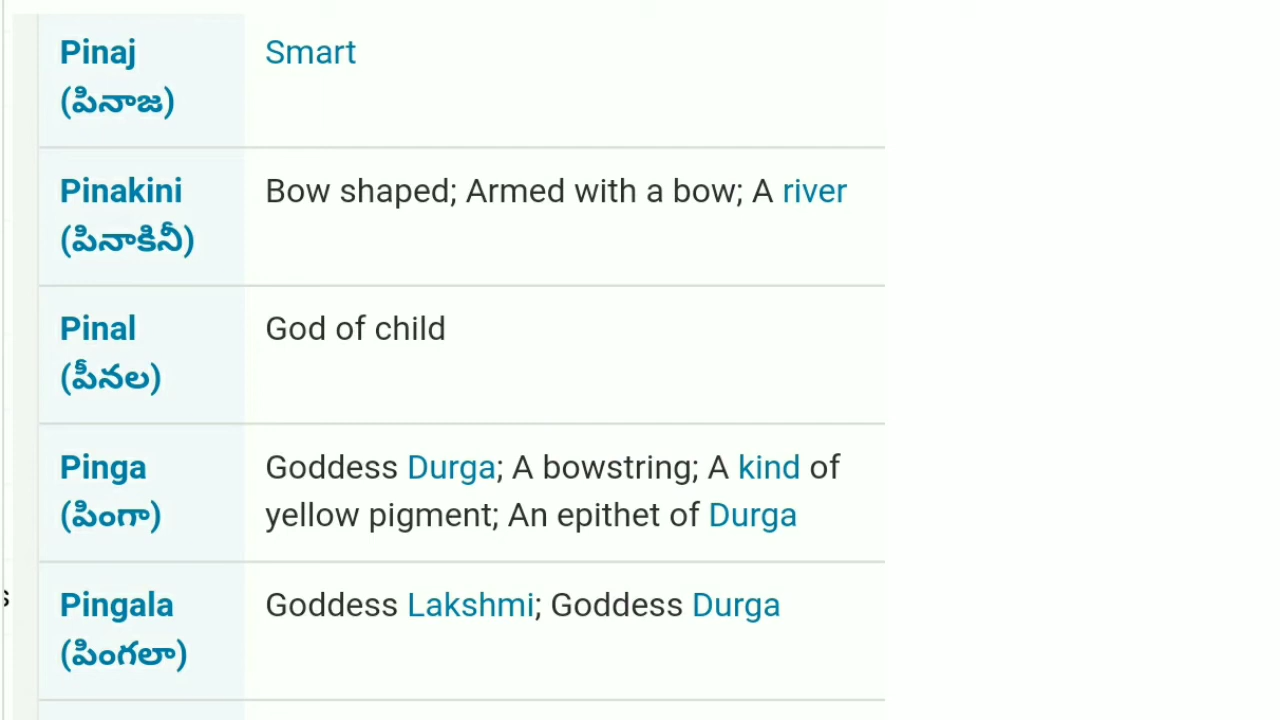 Pinaj Smart
(పినాజ)
Pinakini Bow shaped; Armed with a bow; A river
(పినాకినీ)
Pinal God of child
(పీనల)
Pinga Goddess Durga; A bowstring; A kind of
(పింగా) yellow pigment; An epithet of Durga
Pingala Goddess Lakshmi; Goddess Durga
(పింగలా)